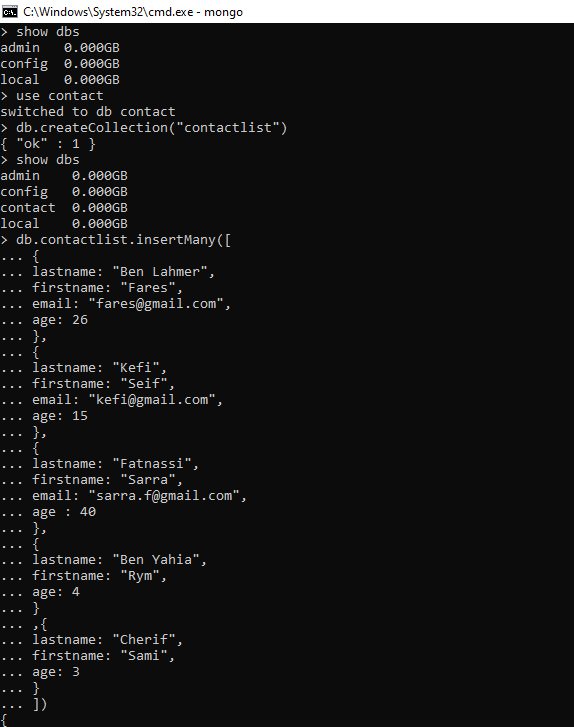 C:\Windows\System32\cmd.exe - mongo
> show dbs
admin   0.000GB
config  0.000GB
local   0.000GB
> use contact
switched to db contact
> db.createCollection("contactlist")
{ "ok" : 1 }
> show dbs
admin    0.000GB
config   0.000GB
contact  0.000GB
local    0.000GB
> db.contactlist.insertMany([
... {
... lastname: "Ben Lahmer",
... firstname: "Fares",
... email: "fares@gmail.com",
... age: 26
... },
... {
... lastname: "Kefi",
... firstname: "Seif",
... email: "kefi@gmail.com",
... age: 15
... },
... {
... lastname: "Fatnassi",
... firstname: "Sarra",
... email: "sarra.f@gmail.com",
... age : 40
... },
... {
... lastname: "Ben Yahia",
... firstname: "Rym",
... age: 4
... }
... ,{
... lastname: "Cherif",
... firstname: "Sami",
... age: 3
... }
... ])
{